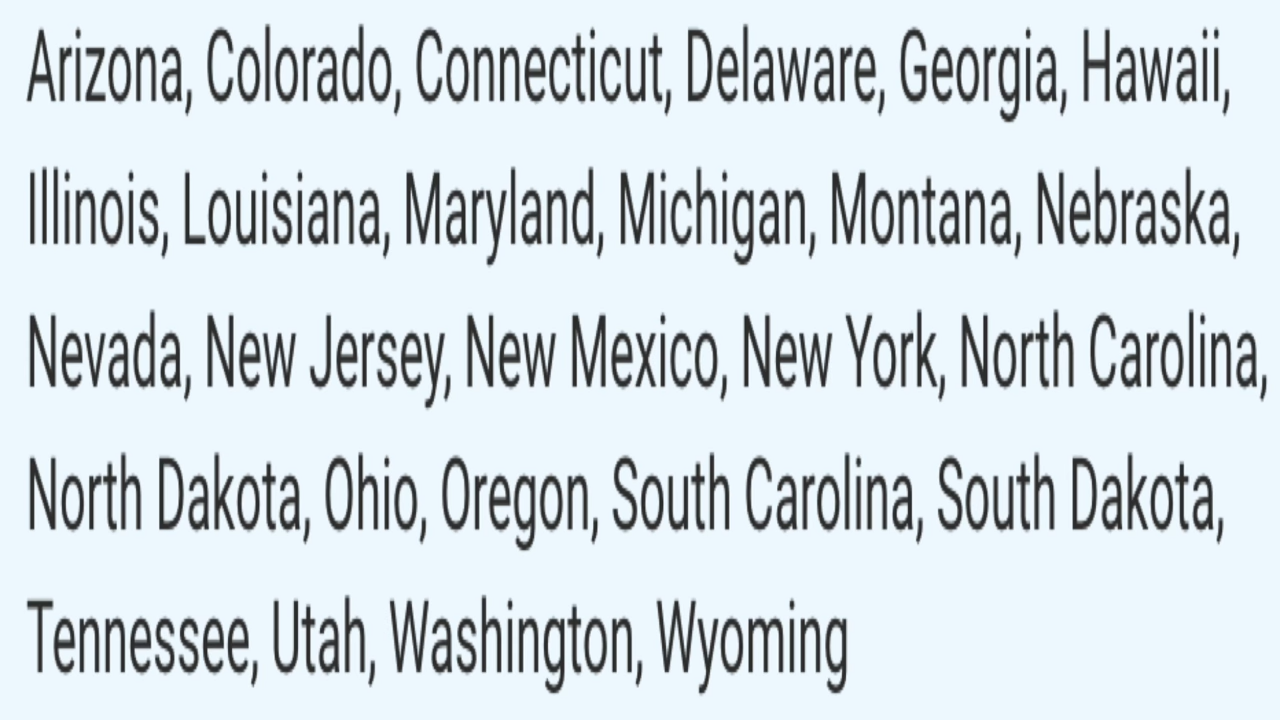 Arizona, Colorado, Connecticut, Delaware, Georgia, Hawaii,
Illinois, Louisiana, Maryland, Michigan, Montana, Nebraska,
Nevada, New Jersey, New Mexico, New York, North Carolina,
North Dakota, Ohio, Oregon, South Carolina, South Dakota,
Tennessee, Utah, Washington, Wyoming